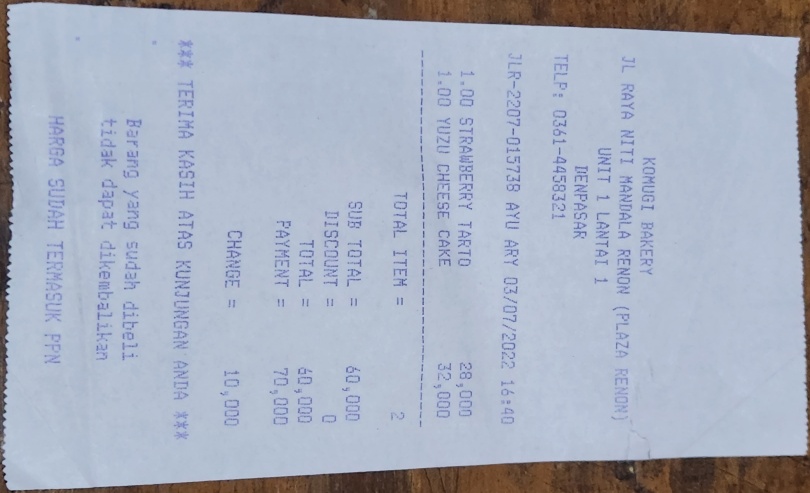 KOMUGI BAKERY
JL RAYA NITI MANDALA RENON (PLAZA RENON)
UNIT 1 LANTAI 1
DENPASAR
TELP: 0361-4458321
JLR-2207-015738 AYU ARY 03/07/2022 16:40
1.00 STRAWBERRY TARTO 28,000
1.00 YUZU CHEESE CAKE 32,000
TOTAL ITEM = 2
SUB TOTAL = 60,000
DISCOUNT = 0
TOTAL = 60,000
PAYMENT = 70,000
CHANGE = 10,000
*** TERIMA KASIH ATAS KUNJUNGAN ANDA ***
Barang yang sudah dibeli
tidak dapat dikembalikan
HARGA SUDAH TERMASUK PPN